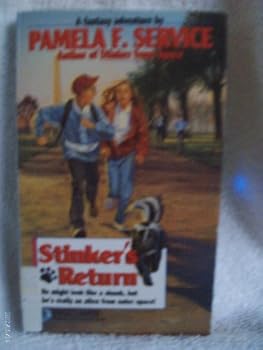 A fantasy adventure by
PAMELA F. SERVICE
Author of Stinker from Space
Stinker's
Return
He might look like a skunk, but
he's really an alien from outer space!